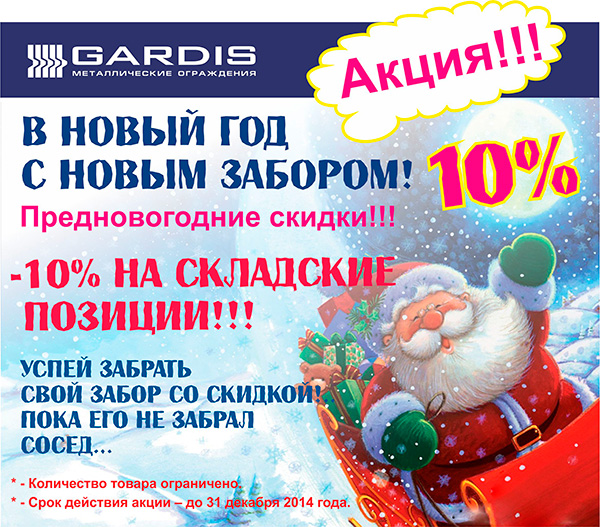 GARDIS
МЕТАЛЛИЧЕСКИЕ ОГРАЖДЕНИЯ
Акция!!!
В НОВЫЙ ГОД
С НОВЫМ ЗАБОРОМ!
10%
Предновогодние скидки!!!
-10% НА СКЛАДСКИЕ
ПОЗИЦИИ!!!
УСПЕЙ ЗАБРАТЬ
СВОЙ ЗАБОР СО СКИДКОЙ!
ПОКА ЕГО НЕ ЗАБРАЛ
СОСЕД...
* - Количество товара ограничено.
* - Срок действия акции – до 31 декабря 2014 года.